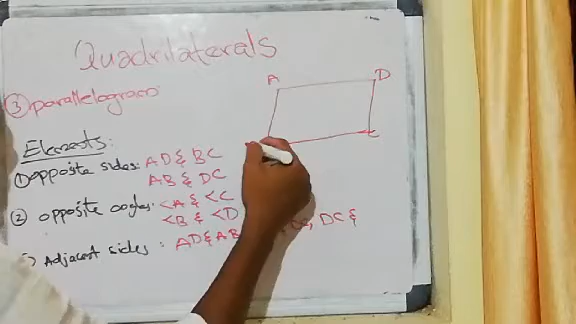 Quadrilaterals
③ parallelogram
A D
C
Elements:
① opposite sides: AD & BC
AB & DC
② opposite angles: <A & <C
<B & <D
) Adjacent sides : AD & AB DC, DC &